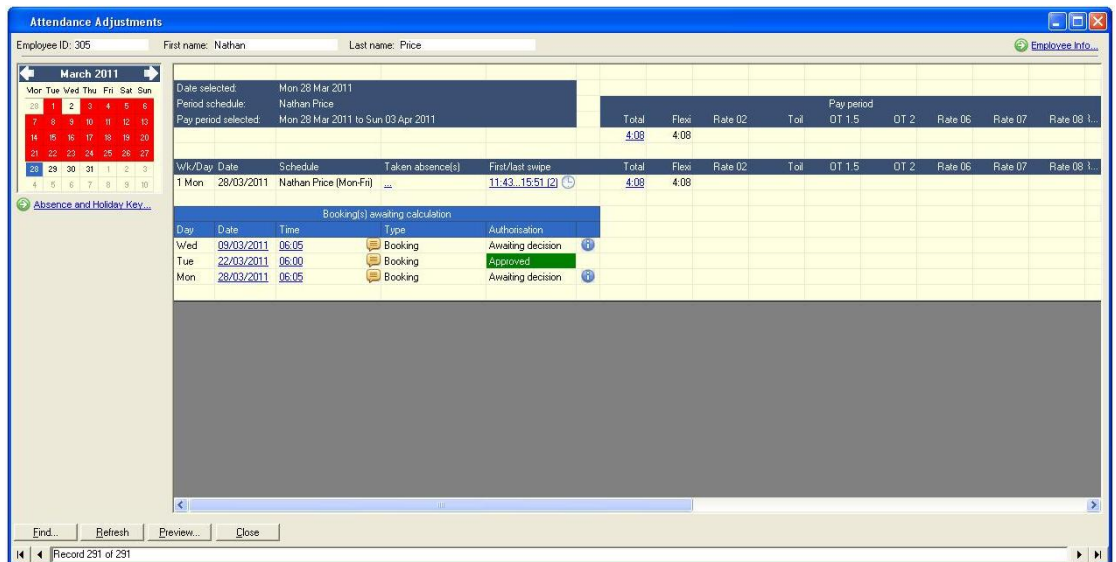 Attendance Adjustments
Employee ID: 305 First name: Nathan Last name: Price Employee Info...
March 2011
Mon Tue Wed Thu Fri Sat Sun
28 1 2 3 4 5 6
7 8 9 10 11 12 13
14 15 16 17 18 19 20
21 22 23 24 25 26 27
28 29 30 31 1 2 3
4 5 6 7 8 9 10
Absence and Holiday Key...
Date selected: Mon 28 Mar 2011
Period schedule: Nathan Price
Pay period selected: Mon 28 Mar 2011 to Sun 03 Apr 2011
Pay period
Total Flexi Rate 02 Toil OT 1.5 OT 2 Rate 06 Rate 07 Rate 08
4:08 4:08
Wk/Day Date Schedule Taken absence(s) First/last swipe Total Flexi Rate 02 Toil OT 1.5 OT 2 Rate 06 Rate 07 Rate 08
1 Mon 28/03/2011 Nathan Price (Mon-Fri) ... 11:43...15:51 (2) 4:08 4:08
Booking(s) awaiting calculation
Day Date Time Type Authorisation
Wed 09/03/2011 06:05 Booking Awaiting decision
Tue 22/03/2011 06:00 Booking Approved
Mon 28/03/2011 06:05 Booking Awaiting decision
Find... Refresh Preview... Close
Record 291 of 291